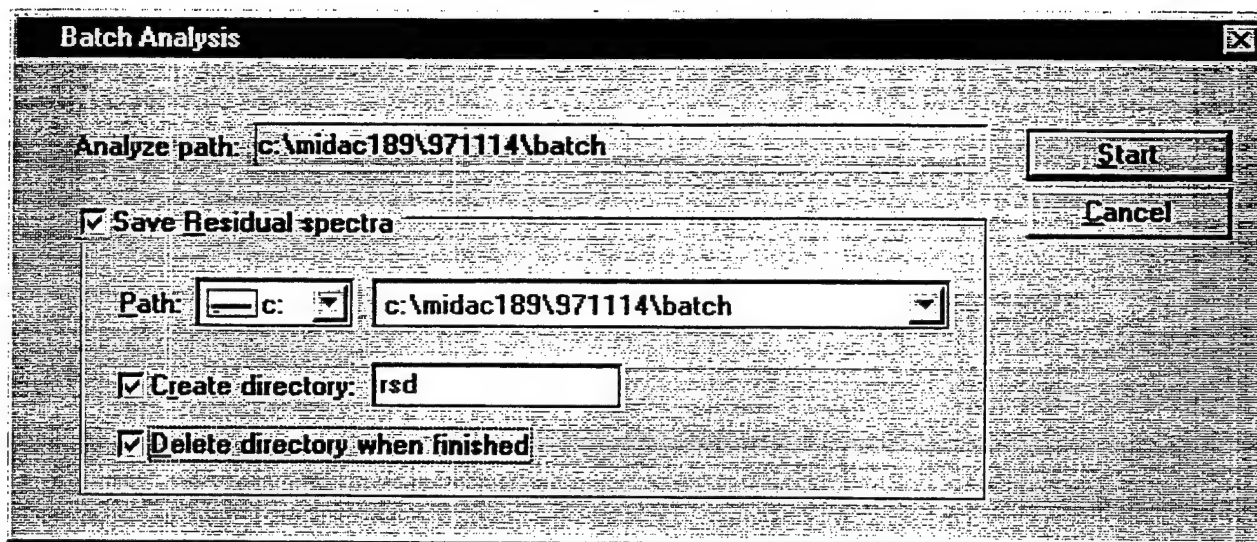 Batch Analysis
Analyze path: c:\midac189\971114\batch
Start
Cancel
Save Residual spectra
Path: c: c:\midac189\971114\batch
Create directory: rsd
Delete directory when finished